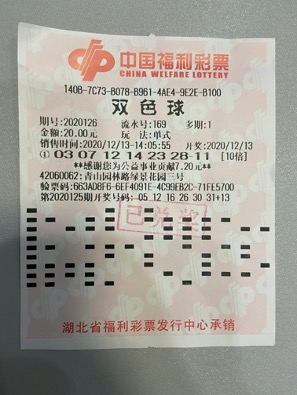 中国福利彩票
CHINA WELFARE LOTTERY
140B-7C73-B078-B961-4AE4-9E2E-B100
双色球
期号:2020126 流水号:169 多期:1
金额:20.00元 玩 法:单式
销售时间:2020/12/13-14:05:55 开奖:2020/12/13
① 03 07 12 14 23 28-11 [10倍]
**感谢您为公益事业贡献7.20元**
42060062:青山园林路绿景花园三号
验票码:663AD8F6-6EF4091E-4C99EB2C-71FE5700
第2020125期开奖号码:05 12 16 26 30 31+13
已兑奖
湖北省福利彩票发行中心承销